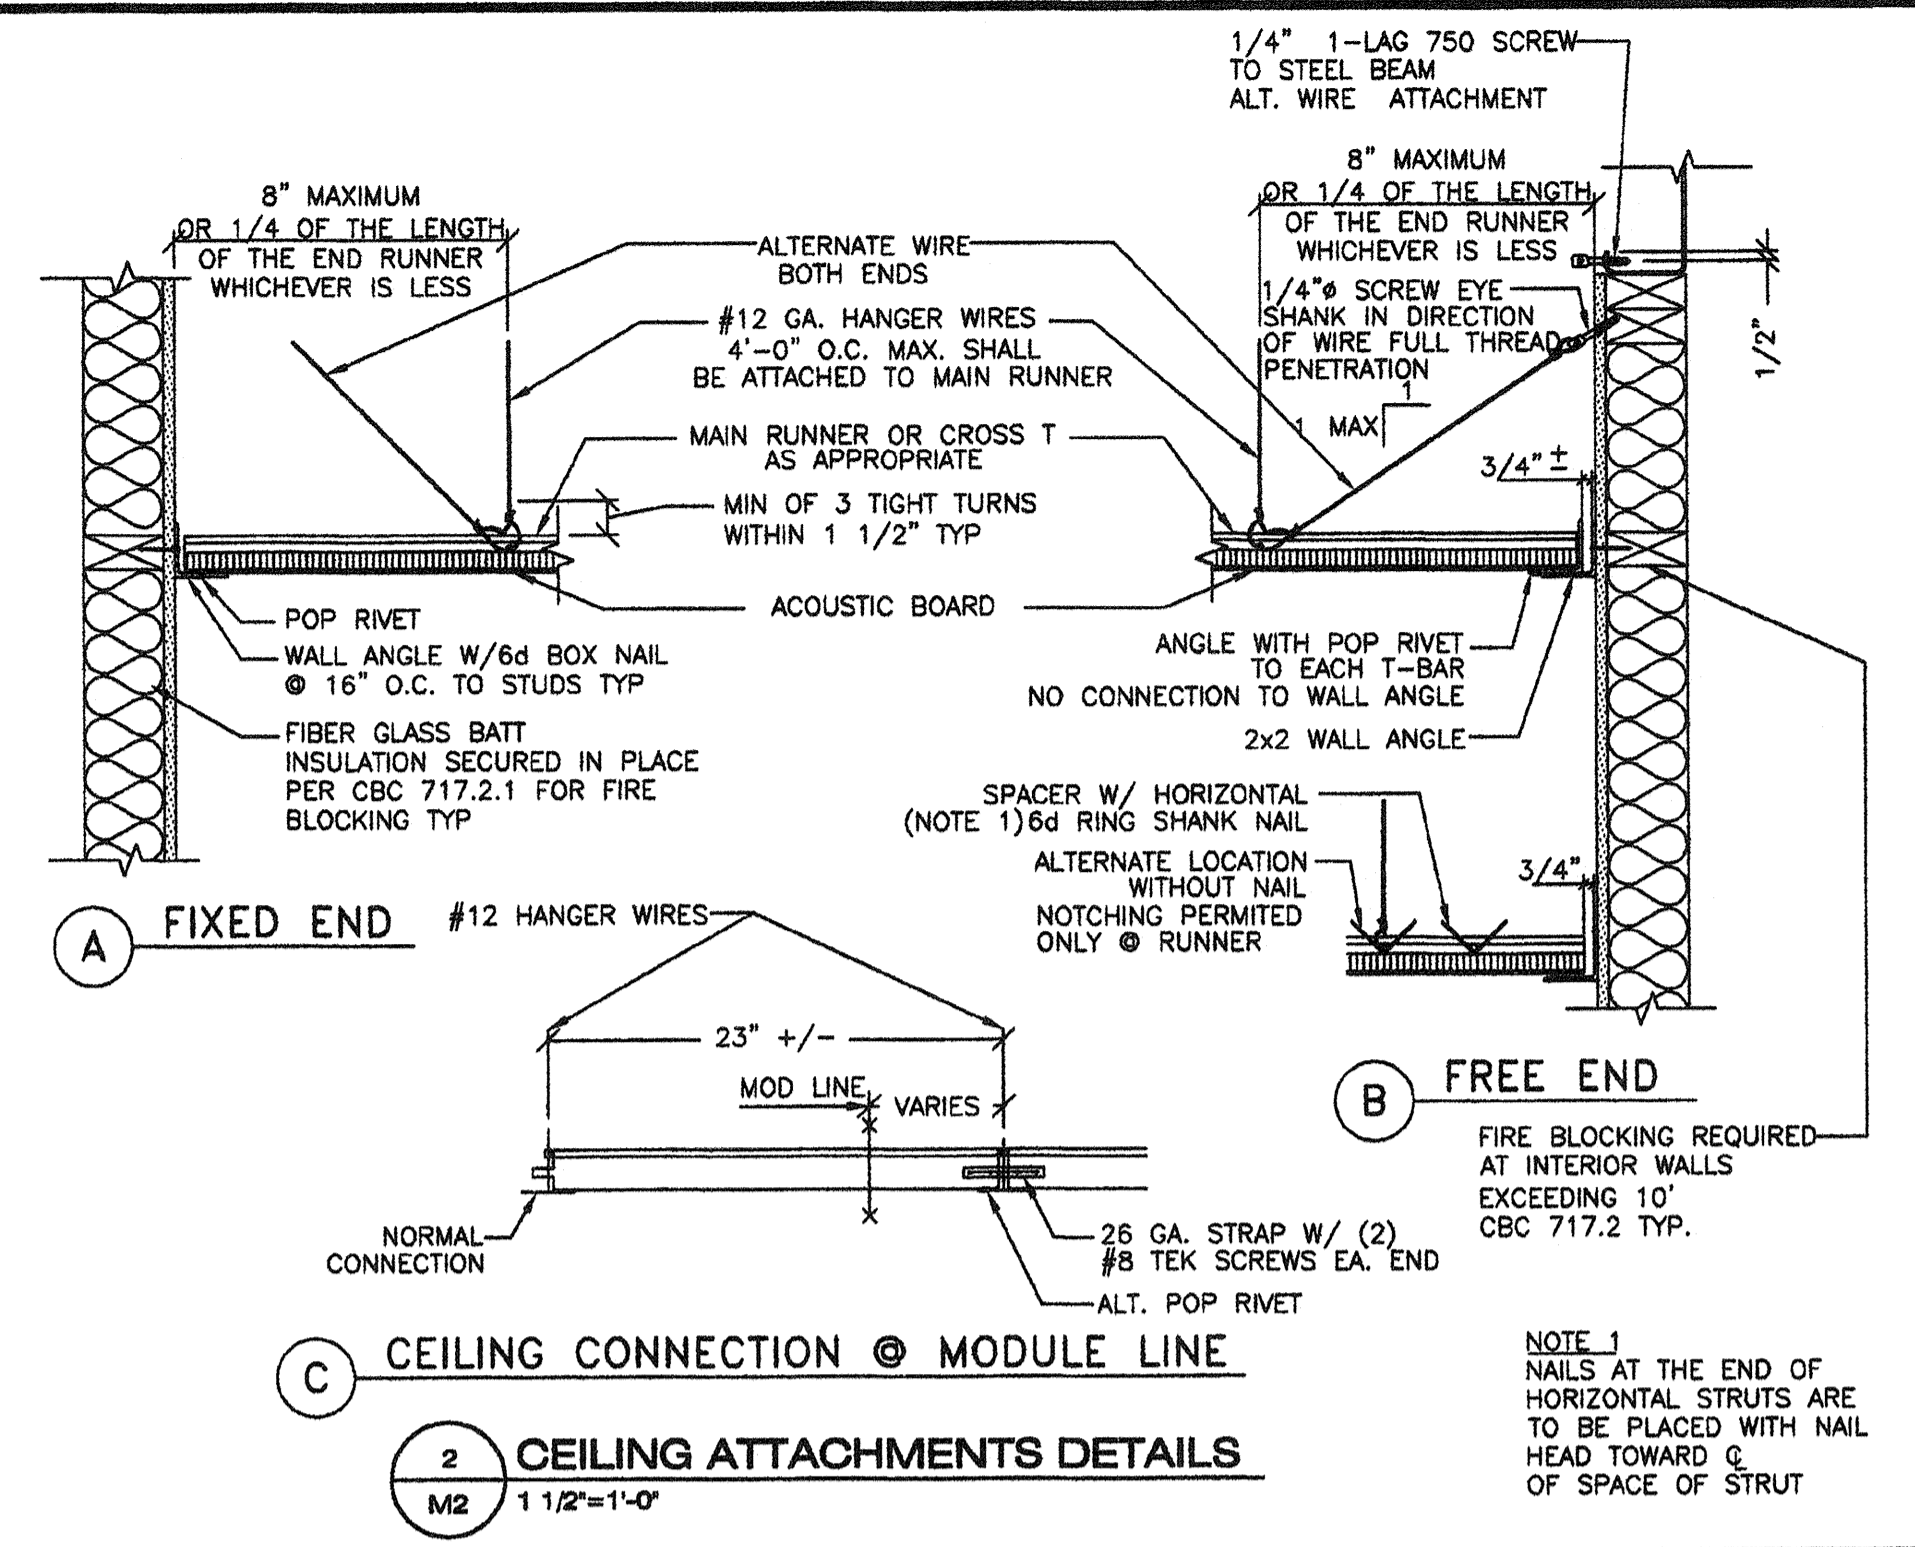 1/4" 1-LAG 750 SCREW
TO STEEL BEAM
ALT. WIRE ATTACHMENT
8" MAXIMUM
OR 1/4 OF THE LENGTH
OF THE END RUNNER
WHICHEVER IS LESS
ALTERNATE WIRE
BOTH ENDS
8" MAXIMUM
OR 1/4 OF THE LENGTH
OF THE END RUNNER
WHICHEVER IS LESS
#12 GA. HANGER WIRES
4'-0" O.C. MAX. SHALL
BE ATTACHED TO MAIN RUNNER
1/4"ø SCREW EYE
SHANK IN DIRECTION
OF WIRE FULL THREAD
PENETRATION
1/2"
1
1 MAX
MAIN RUNNER OR CROSS T
AS APPROPRIATE
3/4" ±
MIN OF 3 TIGHT TURNS
WITHIN 1 1/2" TYP
ACOUSTIC BOARD
POP RIVET
WALL ANGLE W/6d BOX NAIL
@ 16" O.C. TO STUDS TYP
FIBER GLASS BATT
INSULATION SECURED IN PLACE
PER CBC 717.2.1 FOR FIRE
BLOCKING TYP
ANGLE WITH POP RIVET
TO EACH T-BAR
NO CONNECTION TO WALL ANGLE
2x2 WALL ANGLE
SPACER W/ HORIZONTAL
(NOTE 1)6d RING SHANK NAIL
ALTERNATE LOCATION
WITHOUT NAIL
NOTCHING PERMITED
ONLY @ RUNNER
3/4"
A FIXED END
#12 HANGER WIRES
23" +/-
MOD LINE
VARIES
NORMAL
CONNECTION
26 GA. STRAP W/ (2)
#8 TEK SCREWS EA. END
ALT. POP RIVET
B FREE END
FIRE BLOCKING REQUIRED
AT INTERIOR WALLS
EXCEEDING 10'
CBC 717.2 TYP.
C CEILING CONNECTION @ MODULE LINE
2 CEILING ATTACHMENTS DETAILS
M2 1 1/2"=1'-0"
NOTE 1
NAILS AT THE END OF
HORIZONTAL STRUTS ARE
TO BE PLACED WITH NAIL
HEAD TOWARD ℄
OF SPACE OF STRUT